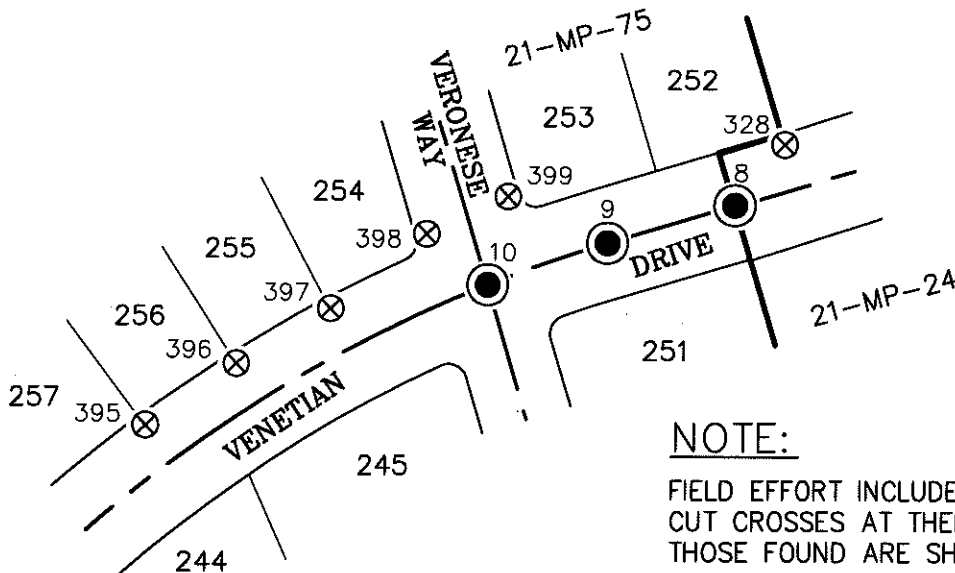 21-MP-75
252
328
253
VERONESE
WAY
399
8
254
9
398
10
DRIVE
255
397
21-MP-24
256
251
396
257
395
VENETIAN
245
244
NOTE:
FIELD EFFORT INCLUDE
CUT CROSSES AT
THOSE FOUND ARE